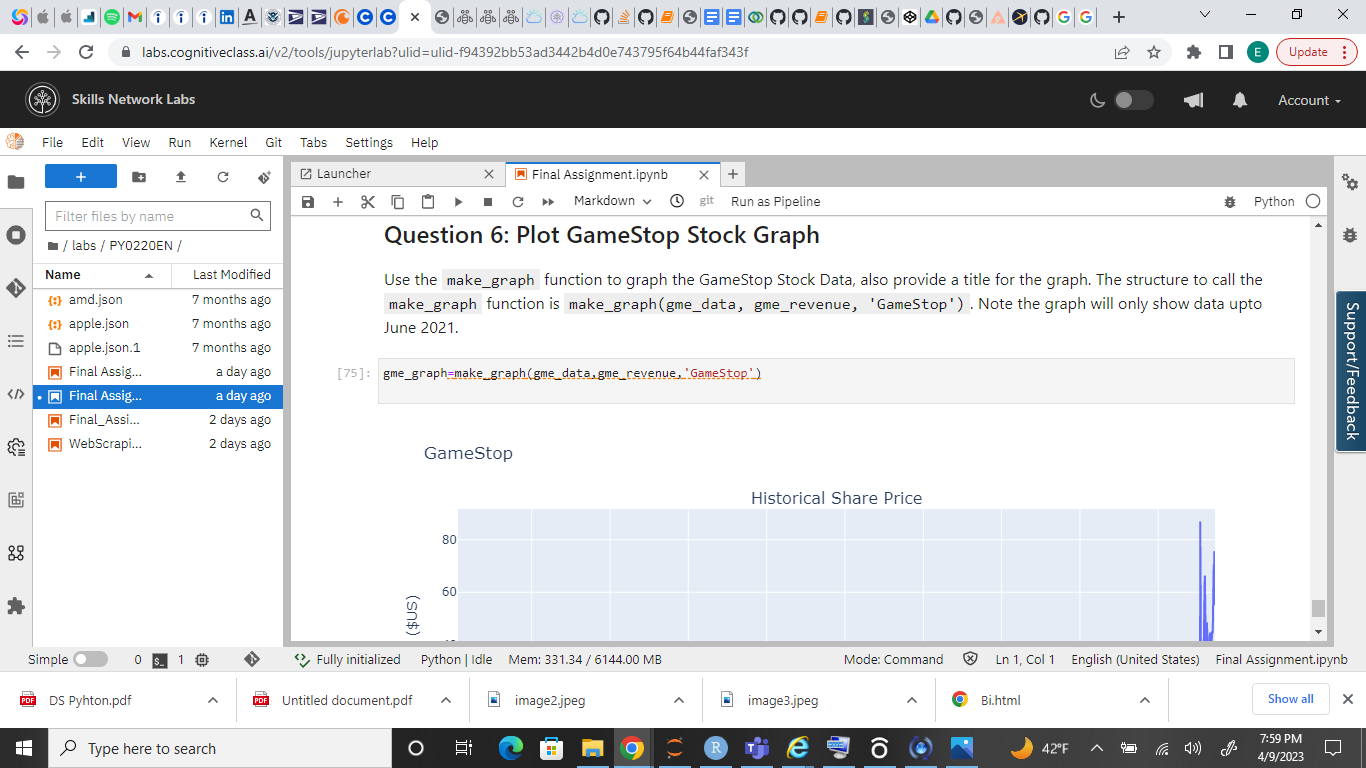 labs.cognitiveclass.ai/v2/tools/jupyterlab?ulid=ulid-f94392bb53ad3442b4d0e743795f64b44faf343f
E
Update
Skills Network Labs
Account
File Edit View Run Kernel Git Tabs Settings Help
Launcher
Final Assignment.ipynb
Markdown
git
Run as Pipeline
Python
Filter files by name
/ labs / PY0220EN /
Name Last Modified
amd.json 7 months ago
apple.json 7 months ago
apple.json.1 7 months ago
Final Assig... a day ago
Final Assig... a day ago
Final_Assi... 2 days ago
WebScrapi... 2 days ago
Question 6: Plot GameStop Stock Graph
Use the make_graph function to graph the GameStop Stock Data, also provide a title for the graph. The structure to call the
make_graph function is make_graph(gme_data, gme_revenue, 'GameStop'). Note the graph will only show data upto
June 2021.
[75]: gme_graph=make_graph(gme_data,gme_revenue,'GameStop')
GameStop
Historical Share Price
80
60
($US)
Support/Feedback
Simple 0 1 Fully initialized Python | Idle Mem: 331.34 / 6144.00 MB Mode: Command Ln 1, Col 1 English (United States) Final Assignment.ipynb
DS Pyhton.pdf Untitled document.pdf image2.jpeg image3.jpeg Bi.html Show all
Type here to search
42°F
7:59 PM
4/9/2023